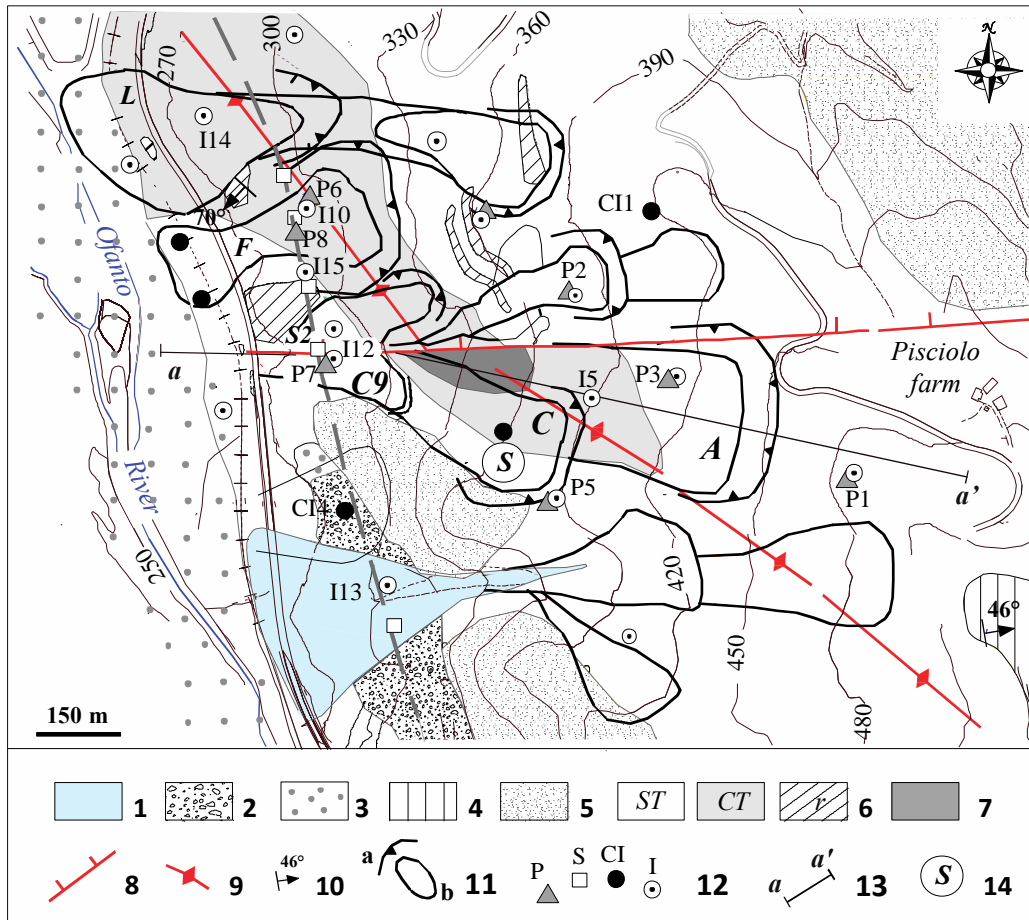 270
300
330
360
390
N
L
I14
CI1
P6
I10
P8
70°
F
I15
P2
Ofanto
S2
I12
P7
a
C9
I5
P3
Pisciolo
farm
C
A
S
P5
P1
a'
River
CI4
250
I13
420
46°
450
480
150 m
1
2
3
4
5
ST
CT
r
6
7
8
9
46°
10
a
b
11
P
S
CI
I
12
a
a'
13
S
14